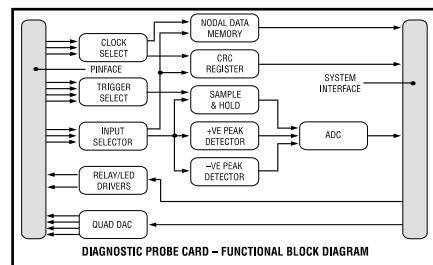 NODAL DATA
MEMORY
CLOCK
SELECT
CRC
REGISTER
PINFACE
SYSTEM
INTERFACE
TRIGGER
SELECT
SAMPLE
& HOLD
INPUT
SELECTOR
+VE PEAK
DETECTOR
ADC
–VE PEAK
DETECTOR
RELAY/LED
DRIVERS
QUAD DAC
DIAGNOSTIC PROBE CARD – FUNCTIONAL BLOCK DIAGRAM